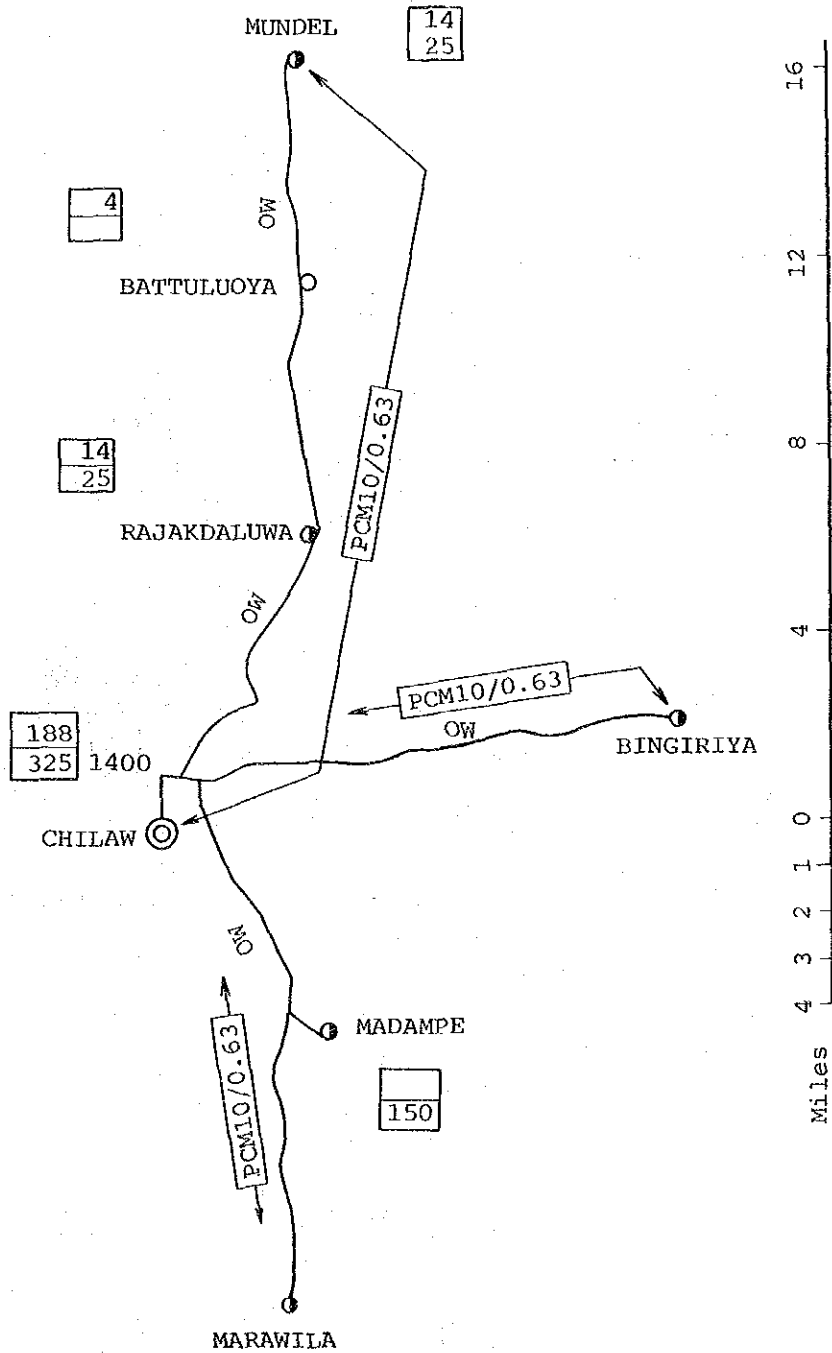 MUNDEL
14
25
OW
4
BATTULUOYA
PCM10/0.63
14
25
RAJAKDALUWA
OW
PCM10/0.63
OW
BINGIRIYA
188
325 1400
CHILAW
OW
PCM10/0.63
MADAMPE
150
MARAWILA
16
12
8
4
0
1
2
3
4
Miles